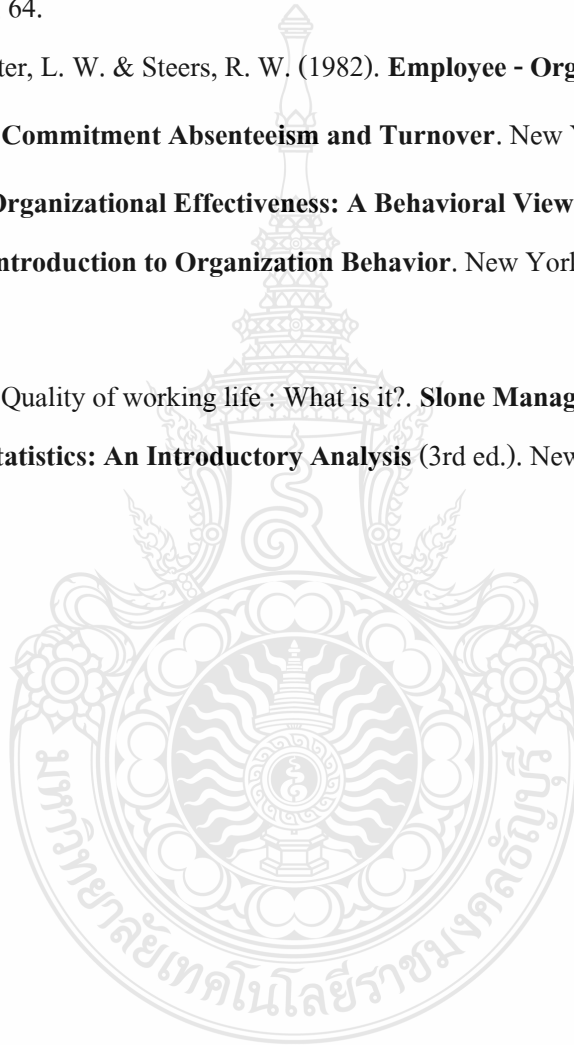 64.
ter, L. W. & Steers, R. W. (1982). Employee - Org
Commitment Absenteeism and Turnover. New Y
Organizational Effectiveness: A Behavioral View
ntroduction to Organization Behavior. New York
Quality of working life : What is it?. Slone Manag
tatistics: An Introductory Analysis (3rd ed.). New
มหาวิทยาลัยเทคโนโลยีราชมงคลธัญบุรี